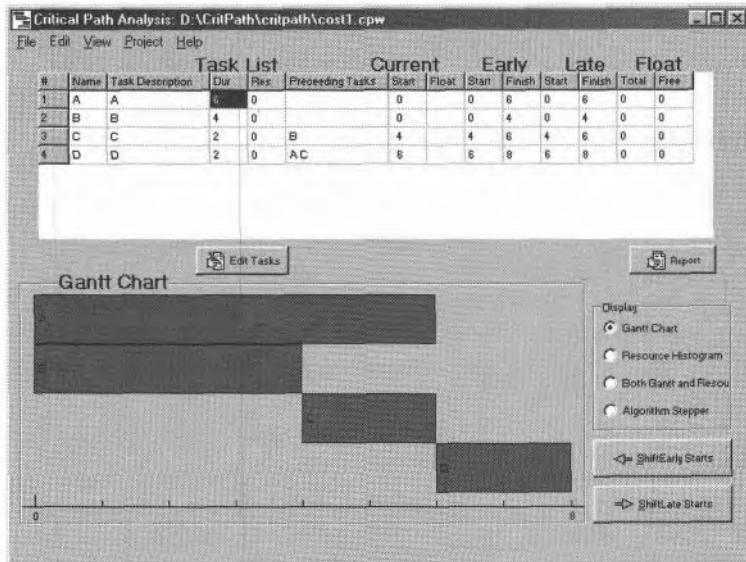 Critical Path Analysis: D:\CritPath\critpath\cost1.cpw
File Edit View Project Help
Task List Current Early Late Float
# Name Task Description Dur Res Preceeding Tasks Start Float Start Finish Start Finish Total Free
1 A A 6 0 0 0 6 0 6 0 0
2 B B 4 0 0 0 4 0 4 0 0
3 C C 2 0 B 4 4 6 4 6 0 0
4 D D 2 0 A C 6 6 8 6 8 0 0
Edit Tasks
Report
Gantt Chart
Display
Gantt Chart
Resource Histogram
Both Gantt and Resou
Algorithm Stepper
<= ShiftEarly Starts
=> ShiftLate Starts
0 8